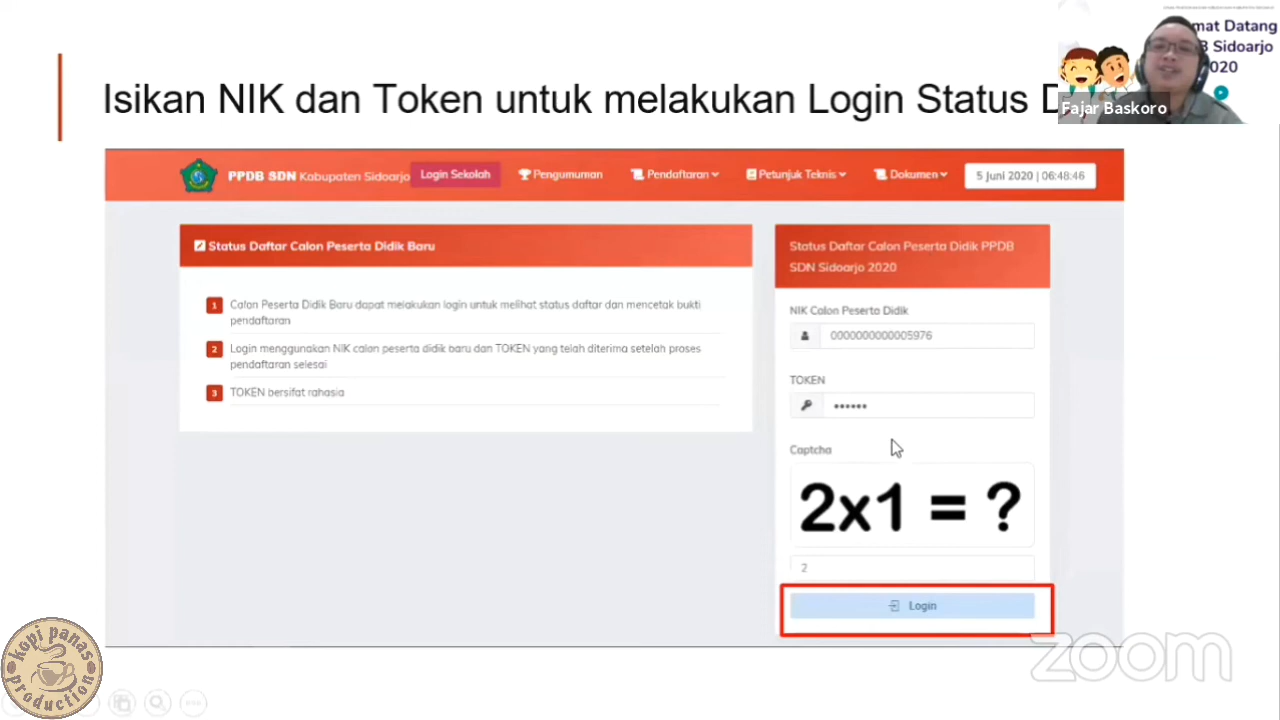 mat Datang
B Sidoarjo
2020
Fajar Baskoro
Isikan NIK dan Token untuk melakukan Login Status D
PPDB SDN Kabupaten Sidoarjo
Login Sekolah
Pengumuman
Pendaftaran
Petunjuk Teknis
Dokumen
5 Juni 2020 | 06:48:46
Status Daftar Calon Peserta Didik Baru
1 Calon Peserta Didik Baru dapat melakukan login untuk melihat status daftar dan mencetak bukti
pendaftaran
2 Login menggunakan NIK calon peserta didik baru dan TOKEN yang telah diterima setelah proses
pendaftaran selesai
3 TOKEN bersifat rahasia
Status Daftar Calon Peserta Didik PPDB
SDN Sidoarjo 2020
NIK Calon Peserta Didik
0000000000005976
TOKEN
••••••
Captcha
2x1 = ?
2
Login
zoom
kopi panas
production